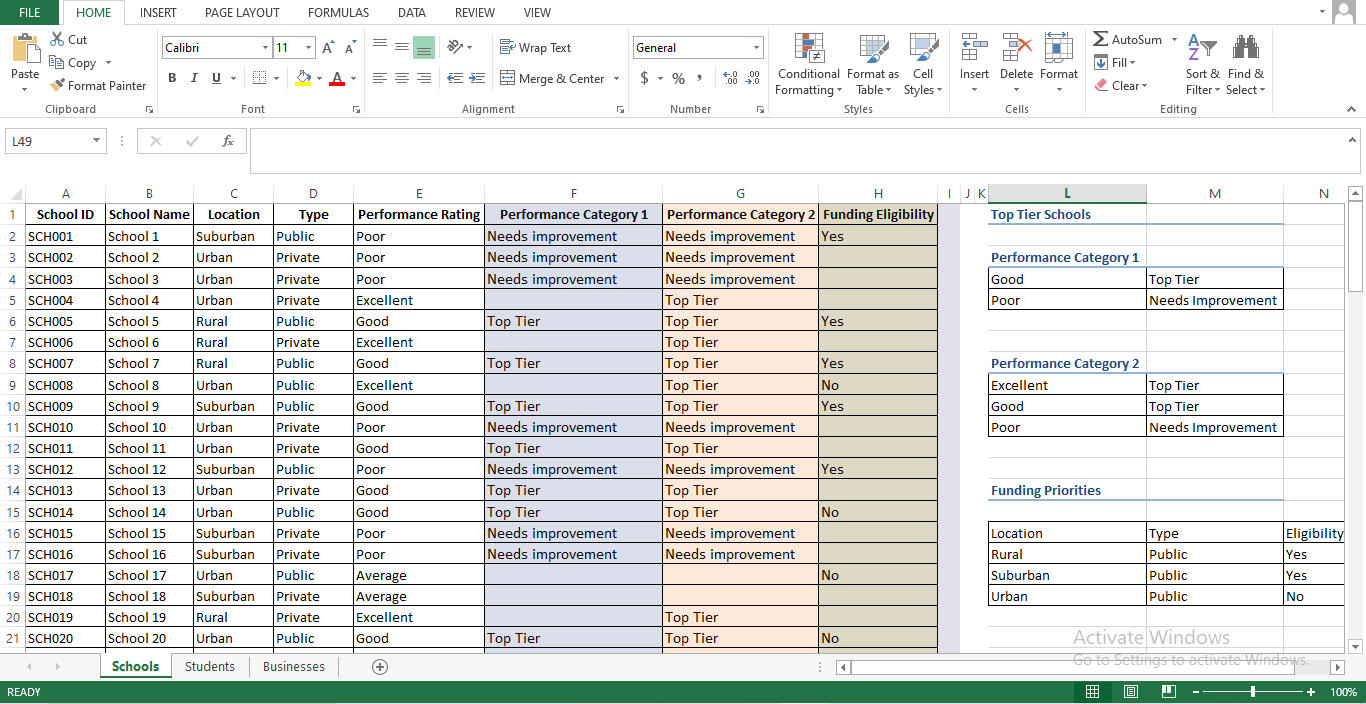 FILE HOME INSERT PAGE LAYOUT FORMULAS DATA REVIEW VIEW
Paste Cut Copy Format Painter
Calibri 11 A A
B I U A
Wrap Text
Merge & Center
General
$ % ,
Conditional Formatting Format as Table Cell Styles
Insert Delete Format
AutoSum Fill Clear
Sort & Filter Find & Select
Clipboard Font Alignment Number Styles Cells Editing
L49 fx
A B C D E F G H I J K L M N
1 School ID School Name Location Type Performance Rating Performance Category 1 Performance Category 2 Funding Eligibility Top Tier Schools
2 SCH001 School 1 Suburban Public Poor Needs improvement Needs improvement Yes
3 SCH002 School 2 Urban Private Poor Needs improvement Needs improvement Performance Category 1
4 SCH003 School 3 Urban Private Poor Needs improvement Needs improvement Good Top Tier
5 SCH004 School 4 Urban Private Excellent Top Tier Poor Needs Improvement
6 SCH005 School 5 Rural Public Good Top Tier Top Tier Yes
7 SCH006 School 6 Rural Private Excellent Top Tier
8 SCH007 School 7 Rural Public Good Top Tier Top Tier Yes Performance Category 2
9 SCH008 School 8 Urban Public Excellent Top Tier No Excellent Top Tier
10 SCH009 School 9 Suburban Public Good Top Tier Top Tier Yes Good Top Tier
11 SCH010 School 10 Urban Private Poor Needs improvement Needs improvement Poor Needs Improvement
12 SCH011 School 11 Urban Private Good Top Tier Top Tier
13 SCH012 School 12 Suburban Public Poor Needs improvement Needs improvement Yes
14 SCH013 School 13 Urban Private Good Top Tier Top Tier Funding Priorities
15 SCH014 School 14 Urban Public Good Top Tier Top Tier No
16 SCH015 School 15 Suburban Private Poor Needs improvement Needs improvement Location Type Eligibility
17 SCH016 School 16 Suburban Private Poor Needs improvement Needs improvement Rural Public Yes
18 SCH017 School 17 Urban Public Average No Suburban Public Yes
19 SCH018 School 18 Suburban Private Average Urban Public No
20 SCH019 School 19 Rural Private Excellent Top Tier
21 SCH020 School 20 Urban Public Good Top Tier Top Tier No
Activate Windows
Go to Settings to activate Windows.
Schools Students Businesses
READY 100%